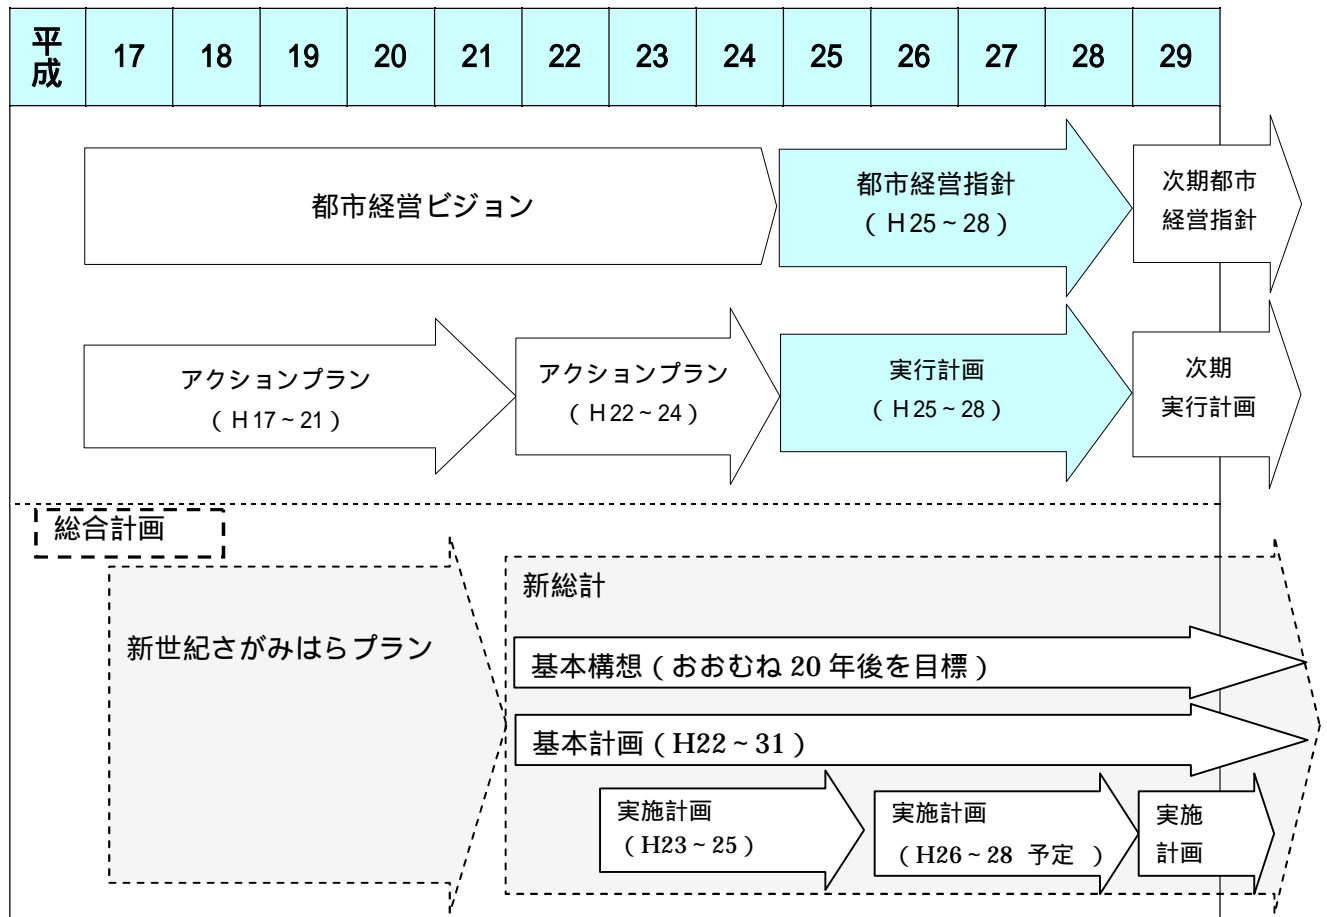 平成 17 18 19 20 21 22 23 24 25 26 27 28 29
都市経営ビジョン
都市経営指針
（H25～28）
次期都市
経営指針
アクションプラン
（H17～21）
アクションプラン
（H22～24）
実行計画
（H25～28）
次期
実行計画
総合計画
新世紀さがみはらプラン
新総計
基本構想（おおむね 20 年後を目標）
基本計画（H22～31）
実施計画
（H23～25）
実施計画
（H26～28 予定 ）
実施
計画